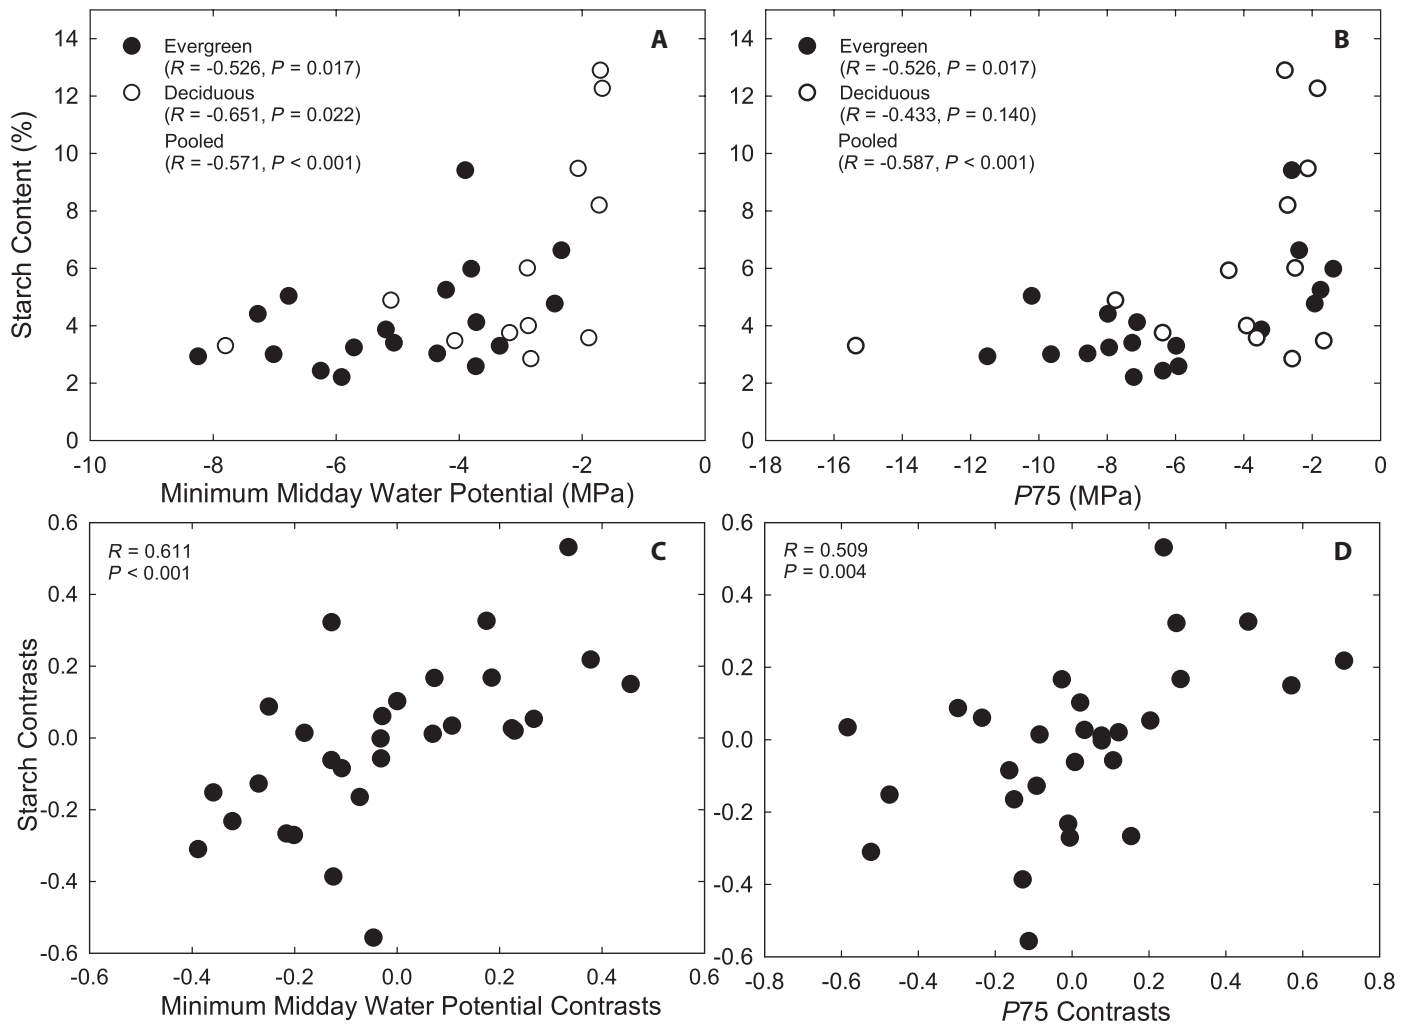 A
Evergreen
(R = -0.526, P = 0.017)
Deciduous
(R = -0.651, P = 0.022)
Pooled
(R = -0.571, P < 0.001)
14
12
10
8
6
4
2
0
Starch Content (%)
-10 -8 -6 -4 -2 0
Minimum Midday Water Potential (MPa)
B
Evergreen
(R = -0.526, P = 0.017)
Deciduous
(R = -0.433, P = 0.140)
Pooled
(R = -0.587, P < 0.001)
14
12
10
8
6
4
2
0
-18 -16 -14 -12 -10 -8 -6 -4 -2 0
P75 (MPa)
C
R = 0.611
P < 0.001
0.6
0.4
0.2
0.0
-0.2
-0.4
-0.6
Starch Contrasts
-0.6 -0.4 -0.2 0.0 0.2 0.4 0.6
Minimum Midday Water Potential Contrasts
D
R = 0.509
P = 0.004
0.6
0.4
0.2
0.0
-0.2
-0.4
-0.6
-0.8 -0.6 -0.4 -0.2 0.0 0.2 0.4 0.6 0.8
P75 Contrasts